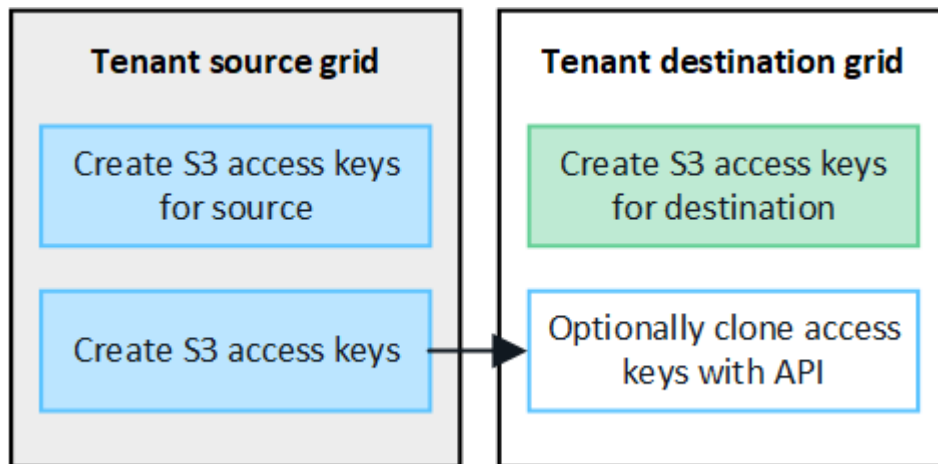 Tenant source grid
Create S3 access keys
for source
Create S3 access keys
Tenant destination grid
Create S3 access keys
for destination
Optionally clone access
keys with API